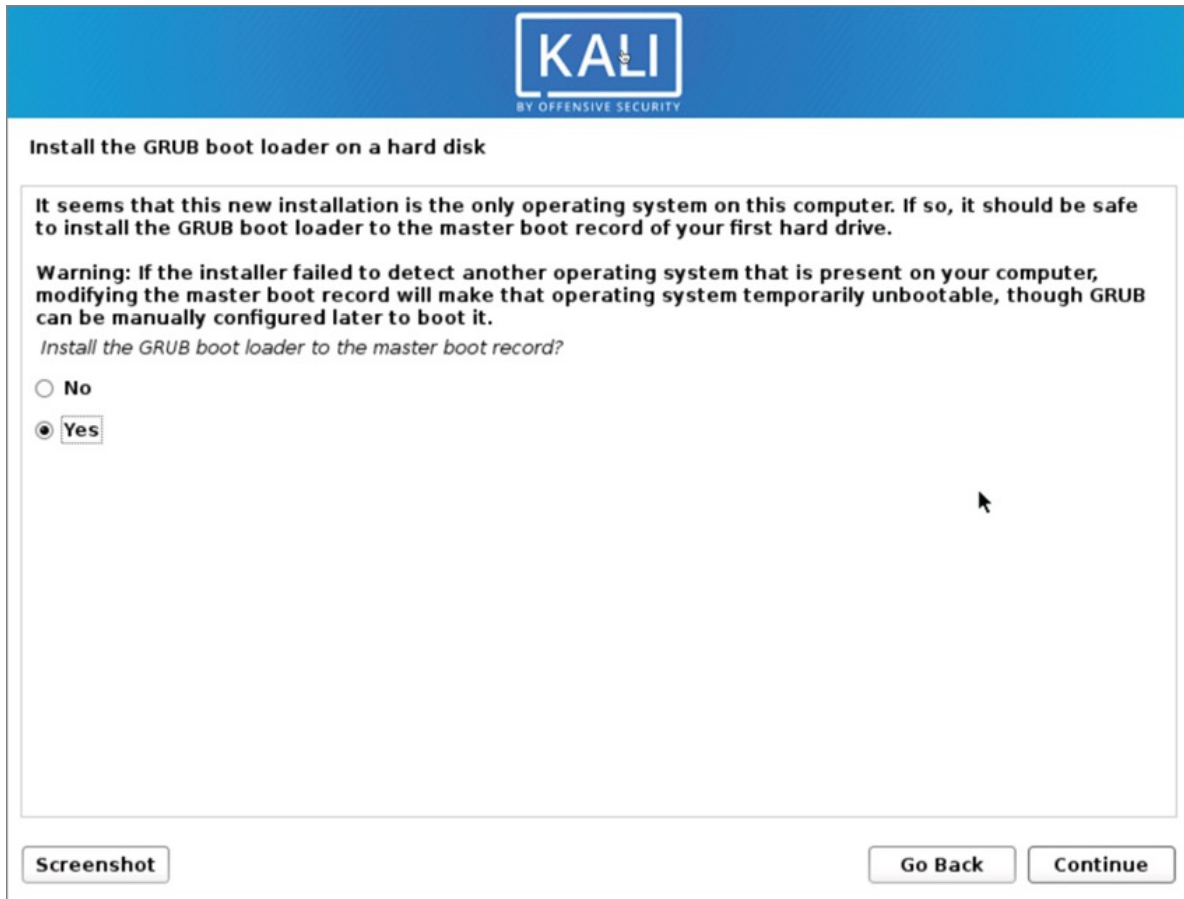 KALI
BY OFFENSIVE SECURITY
Install the GRUB boot loader on a hard disk
It seems that this new installation is the only operating system on this computer. If so, it should be safe
to install the GRUB boot loader to the master boot record of your first hard drive.
Warning: If the installer failed to detect another operating system that is present on your computer,
modifying the master boot record will make that operating system temporarily unbootable, though GRUB
can be manually configured later to boot it.
Install the GRUB boot loader to the master boot record?
No
Yes
Screenshot
Go Back
Continue